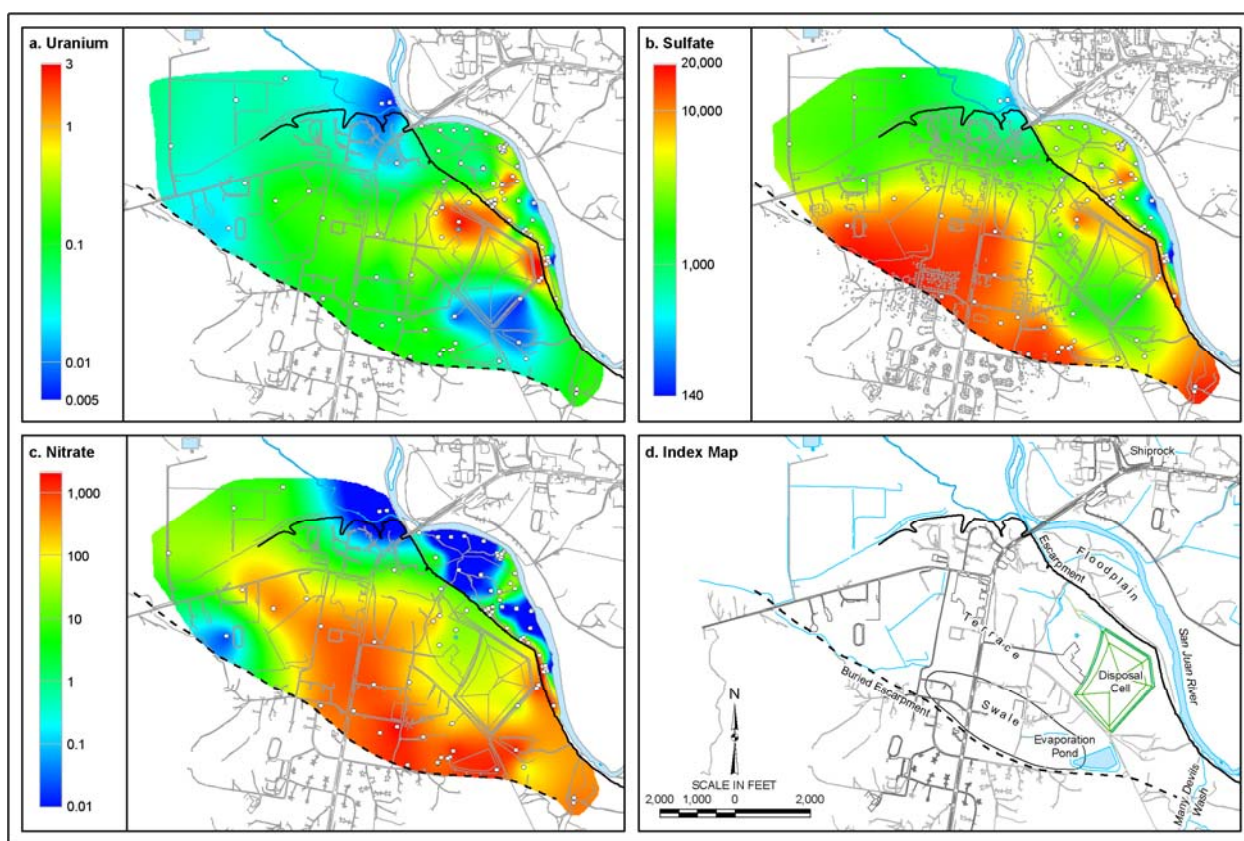 a. Uranium
3
1
0.1
0.01
0.005
b. Sulfate
20,000
10,000
1,000
140
c. Nitrate
1,000
100
10
1
0.1
0.01
d. Index Map
Shiprock
Escarpment
Floodplain
San Juan River
Terrace
Disposal
Cell
Buried Escarpment
Swale
Evaporation
Pond
N
SCALE IN FEET
2,000 1,000 0 2,000
Many Devils
Wash